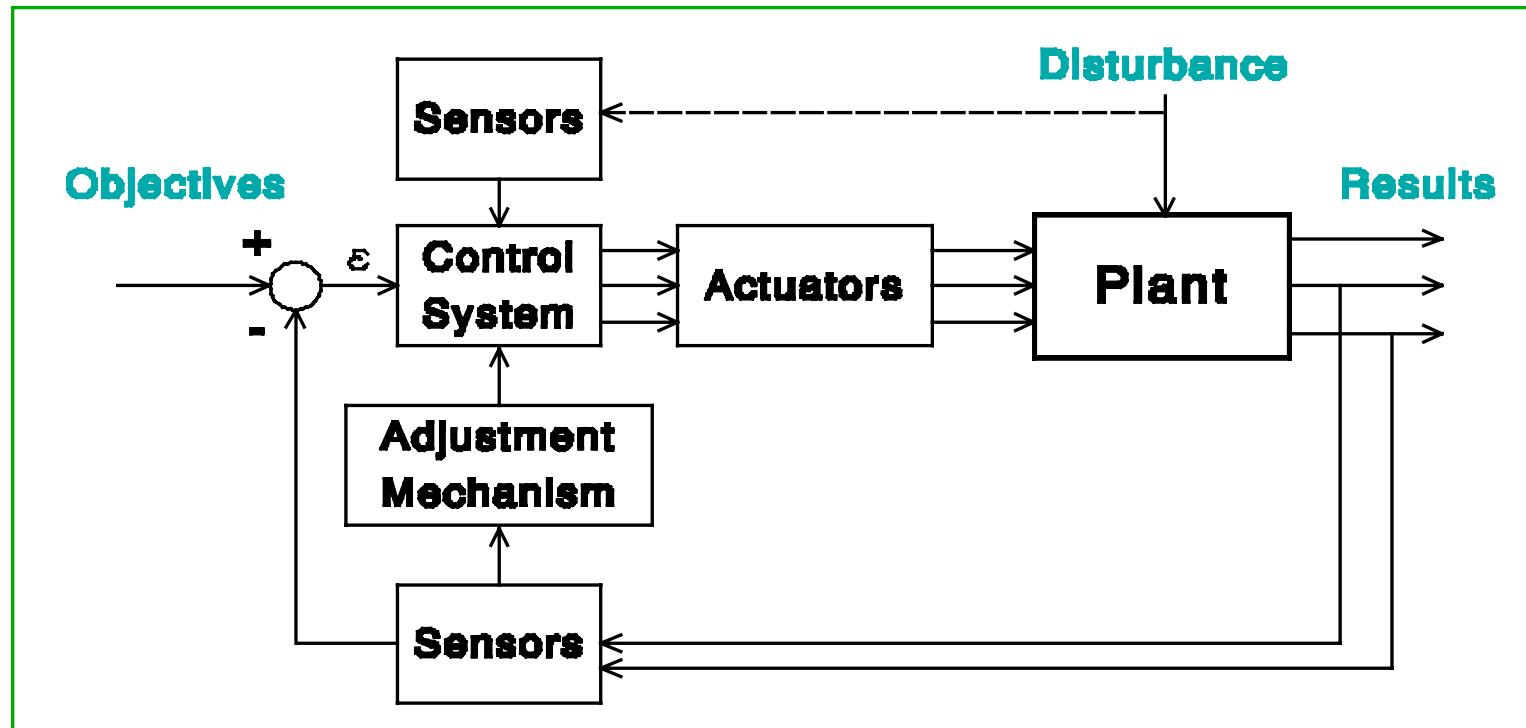 Disturbance
Sensors
Objectives
Results
+
ε
Control
System
Actuators
Plant
-
Adjustment
Mechanism
Sensors